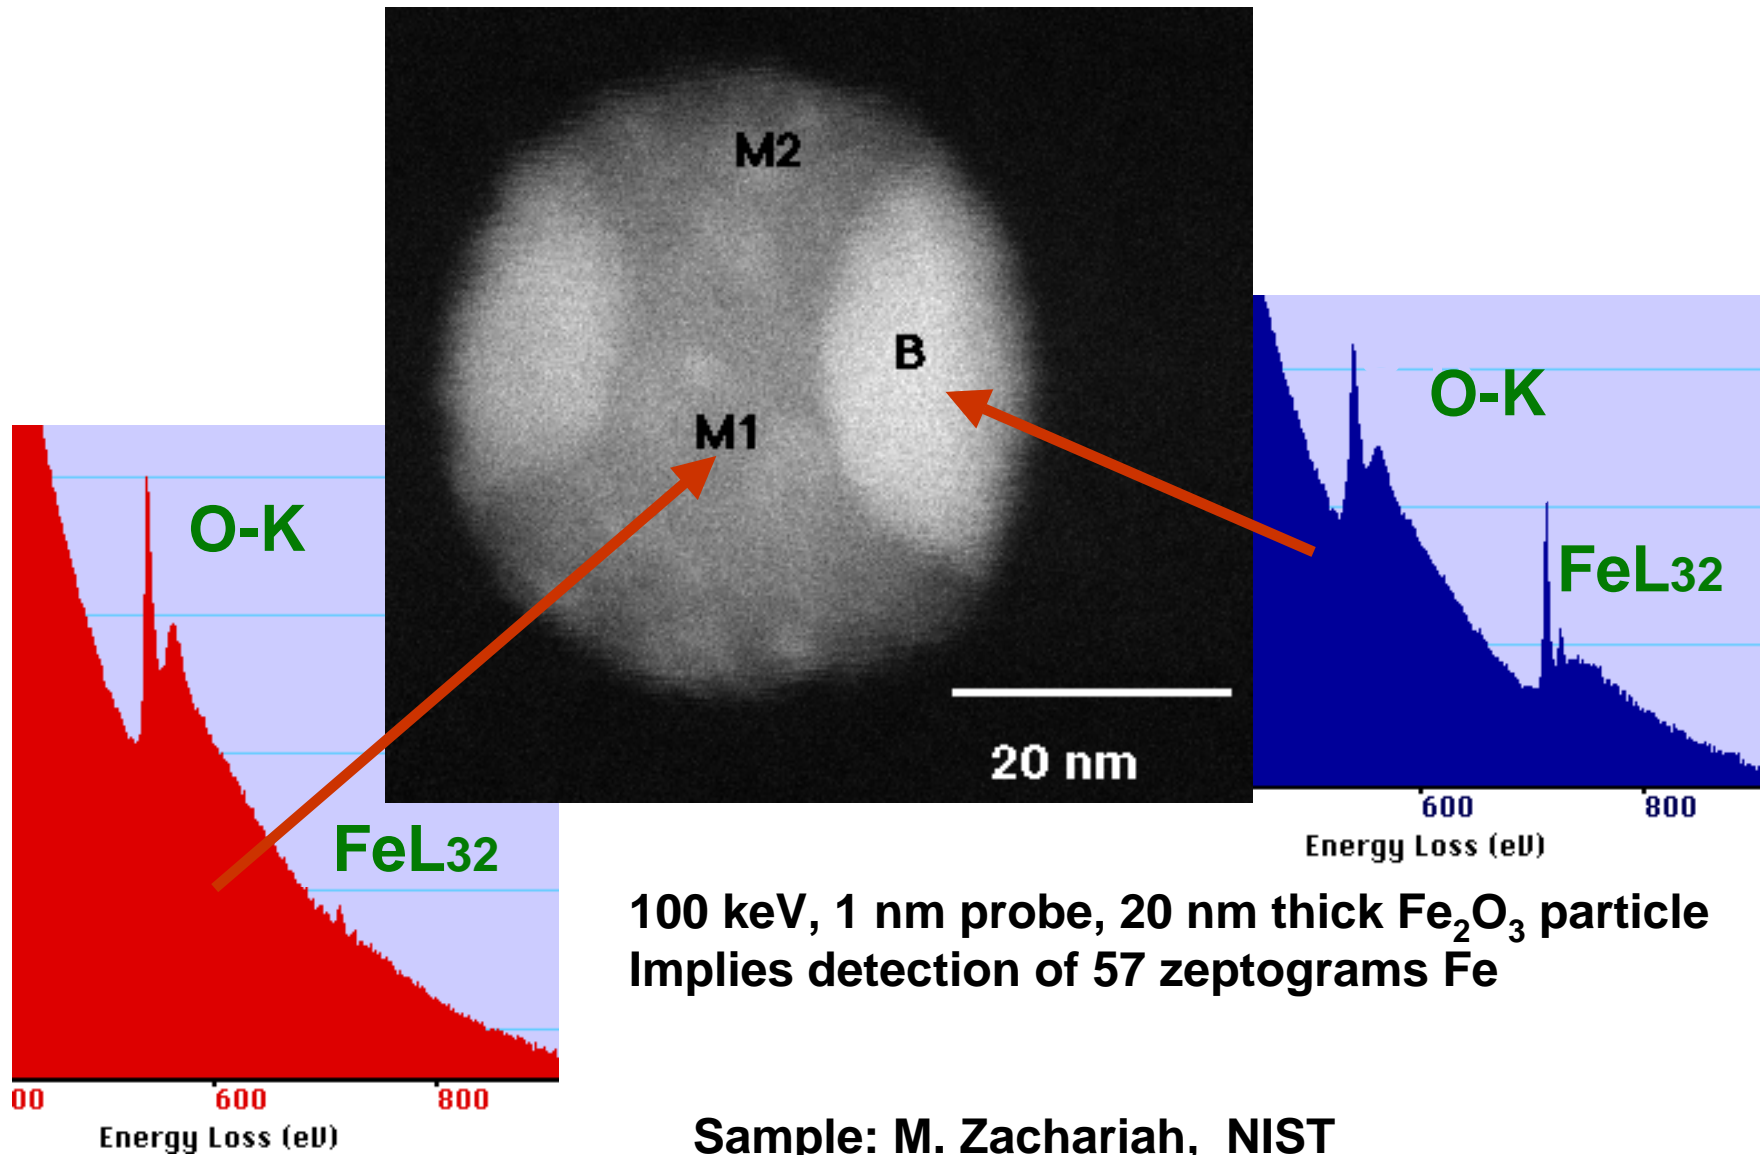 M2
B
M1
20 nm
O-K
FeL32
00 600 800
Energy Loss (eV)
O-K
FeL32
600 800
Energy Loss (eV)
100 keV, 1 nm probe, 20 nm thick Fe₂O₃ particle
Implies detection of 57 zeptograms Fe
Sample: M. Zachariah, NIST